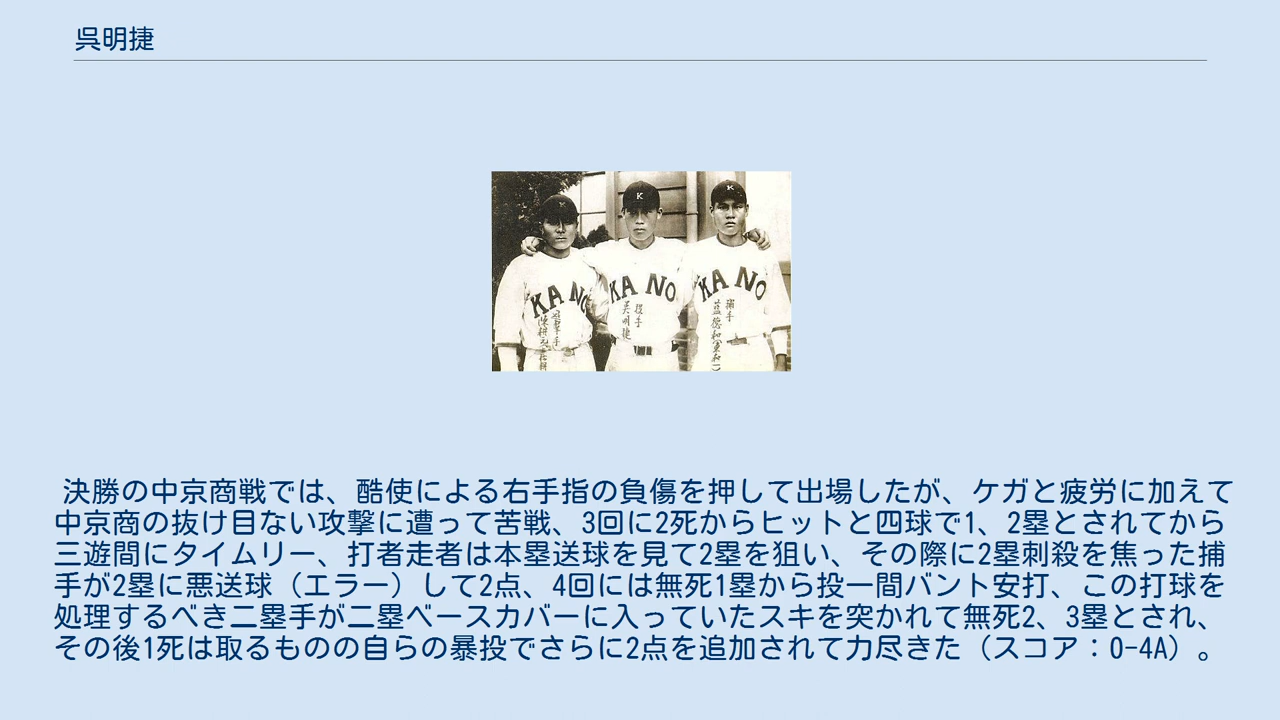 呉明捷
K
K
KANO
KANO
KANO
投手
呉明捷
捕手
決勝の中京商戦では、酷使による右手指の負傷を押して出場したが、ケガと疲労に加えて
中京商の抜け目ない攻撃に遭って苦戦、3回に2死からヒットと四球で1、2塁とされてから
三遊間にタイムリー、打者走者は本塁送球を見て2塁を狙い、その際に2塁刺殺を焦った捕
手が2塁に悪送球（エラー）して2点、4回には無死1塁から投一間バント安打、この打球を
処理するべき二塁手が二塁ベースカバーに入っていたスキを突かれて無死2、3塁とされ、
その後1死は取るものの自らの暴投でさらに2点を追加されて力尽きた（スコア：0-4A）。